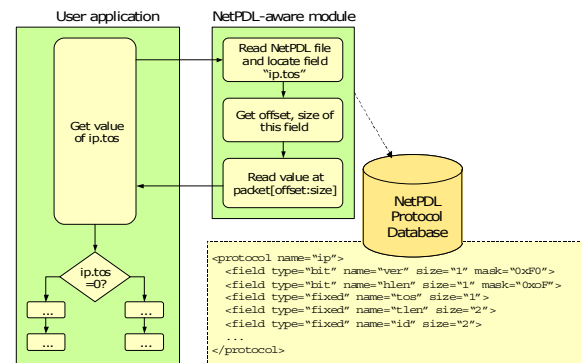 User application
NetPDL-aware module
Get value
of ip.tos
Read NetPDL file
and locate field
“ip.tos”
Get offset, size of
this field
Read value at
packet[offset:size]
NetPDL
Protocol
Database
ip.tos
=0?
...
...
...
...
<protocol name=“ip”>
<field type=“bit” name=“ver” size=“1” mask=“0xF0”>
<field type=“bit” name=“hlen” size=“1” mask=“0xoF”>
<field type=“fixed” name=“tos” size=“1”>
<field type=“fixed” name=“tlen” size=“2”>
<field type=“fixed” name=“id” size=“2”>
...
</protocol>